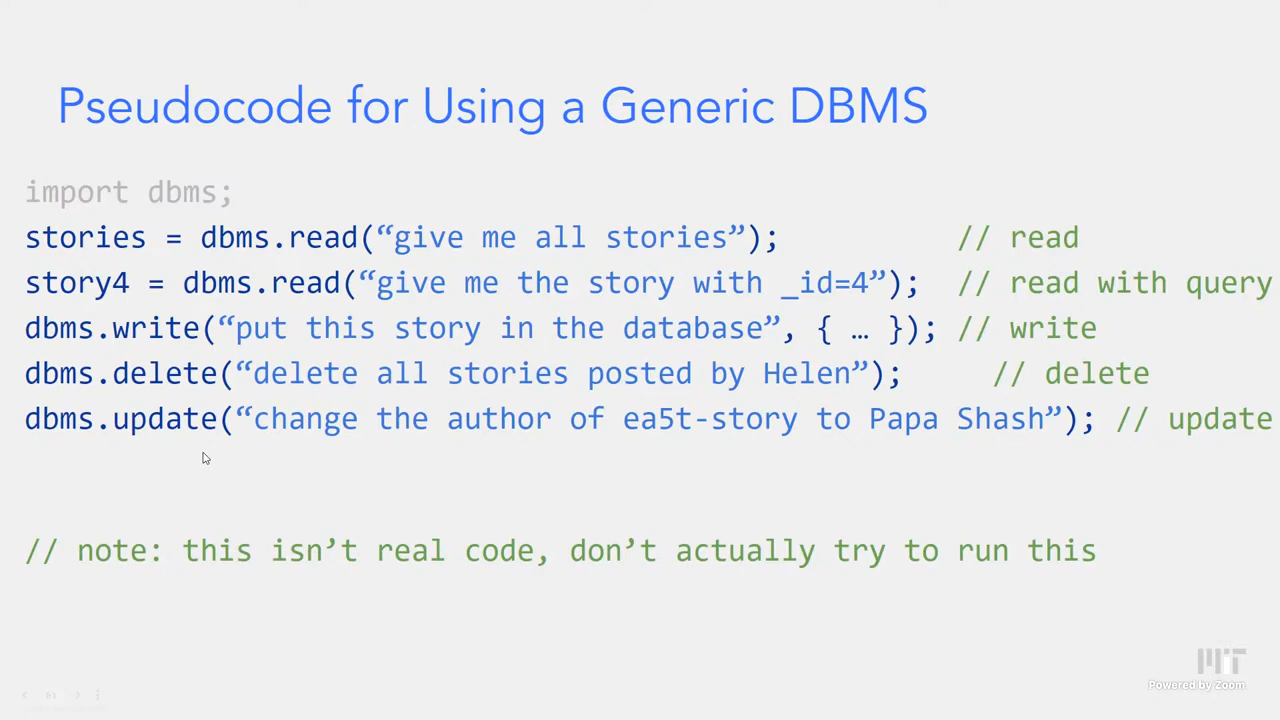 Pseudocode for Using a Generic DBMS
import dbms;
stories = dbms.read(“give me all stories”); // read
story4 = dbms.read(“give me the story with _id=4”); // read with query
dbms.write(“put this story in the database”, { … }); // write
dbms.delete(“delete all stories posted by Helen”); // delete
dbms.update(“change the author of ea5t-story to Papa Shash”); // update
// note: this isn’t real code, don’t actually try to run this
MIT
Powered by Zoom